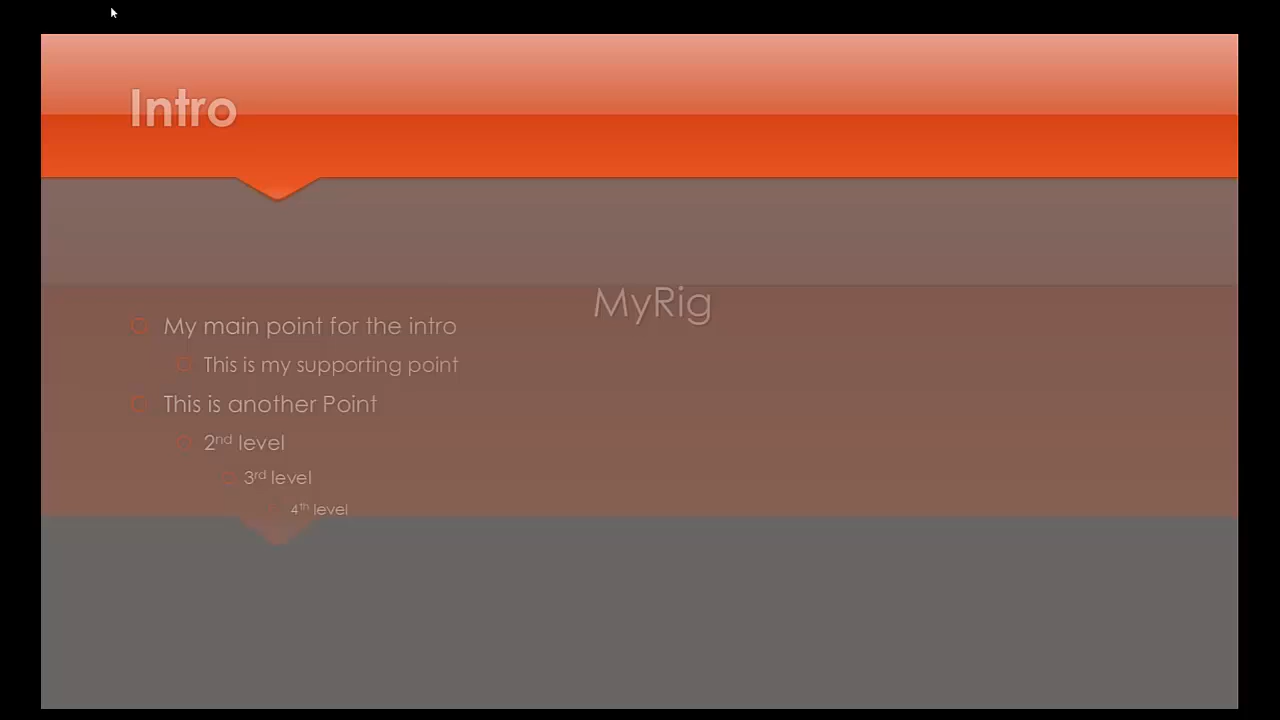 Intro
MyRig
My main point for the intro
This is my supporting point
This is another Point
2nd level
3rd level
4th level